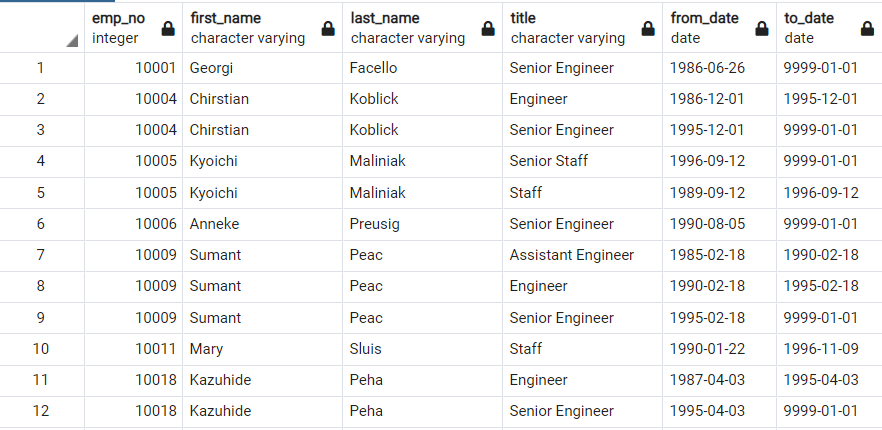 emp_no first_name last_name title from_date to_date
integer character varying character varying character varying date date
1 10001 Georgi Facello Senior Engineer 1986-06-26 9999-01-01
2 10004 Chirstian Koblick Engineer 1986-12-01 1995-12-01
3 10004 Chirstian Koblick Senior Engineer 1995-12-01 9999-01-01
4 10005 Kyoichi Maliniak Senior Staff 1996-09-12 9999-01-01
5 10005 Kyoichi Maliniak Staff 1989-09-12 1996-09-12
6 10006 Anneke Preusig Senior Engineer 1990-08-05 9999-01-01
7 10009 Sumant Peac Assistant Engineer 1985-02-18 1990-02-18
8 10009 Sumant Peac Engineer 1990-02-18 1995-02-18
9 10009 Sumant Peac Senior Engineer 1995-02-18 9999-01-01
10 10011 Mary Sluis Staff 1990-01-22 1996-11-09
11 10018 Kazuhide Peha Engineer 1987-04-03 1995-04-03
12 10018 Kazuhide Peha Senior Engineer 1995-04-03 9999-01-01